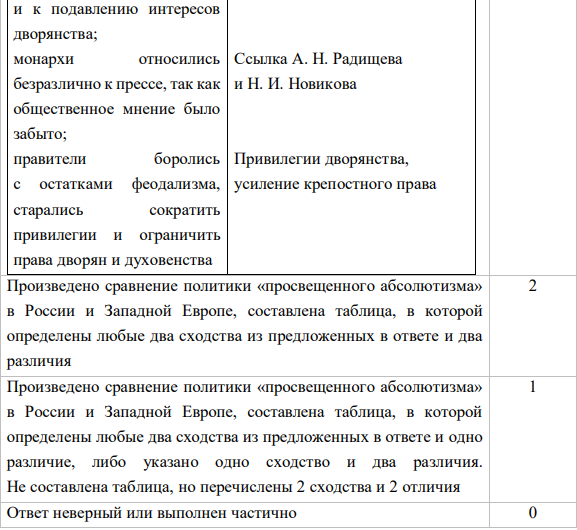 и к подавлению интересов
дворянства;
монархи относились
безразлично к прессе, так как
общественное мнение было
забыто;
правители боролись
с остатками феодализма,
старались сократить
привилегии и ограничить
права дворян и духовенства
Ссылка А. Н. Радищева
и Н. И. Новикова
Привилегии дворянства,
усиление крепостного права
Произведено сравнение политики «просвещенного абсолютизма»
в России и Западной Европе, составлена таблица, в которой
определены любые два сходства из предложенных в ответе и два
различия
2
Произведено сравнение политики «просвещенного абсолютизма»
в России и Западной Европе, составлена таблица, в которой
определены любые два сходства из предложенных в ответе и одно
различие, либо указано одно сходство и два различия.
Не составлена таблица, но перечислены 2 сходства и 2 отличия
1
Ответ неверный или выполнен частично
0